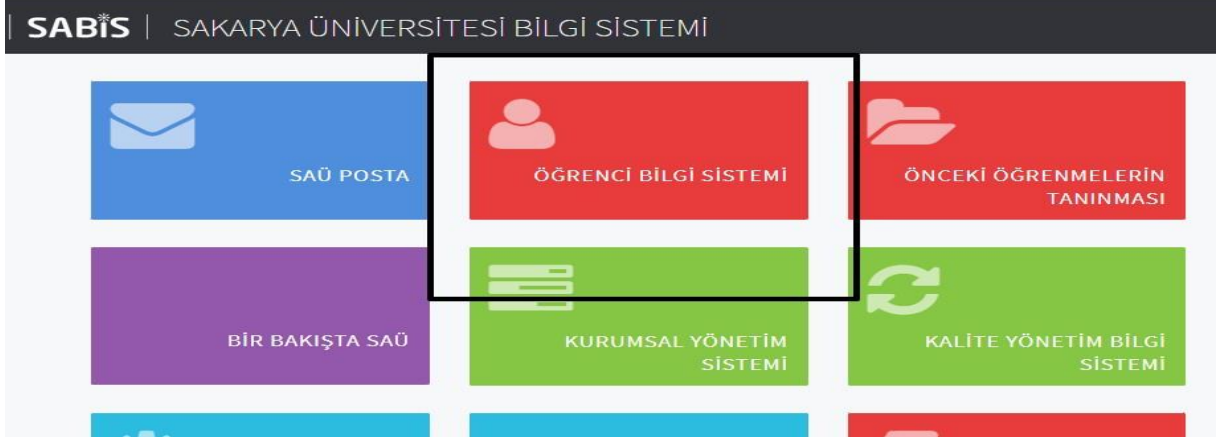 | SABİS | SAKARYA ÜNİVERSİTESİ BİLGİ SİSTEMİ
SAÜ POSTA
ÖĞRENCİ BİLGİ SİSTEMİ
ÖNCEKİ ÖĞRENMELERİN
TANINMASI
BİR BAKIŞTA SAÜ
KURUMSAL YÖNETİM
SİSTEMİ
KALİTE YÖNETİM BİLGİ
SİSTEMİ